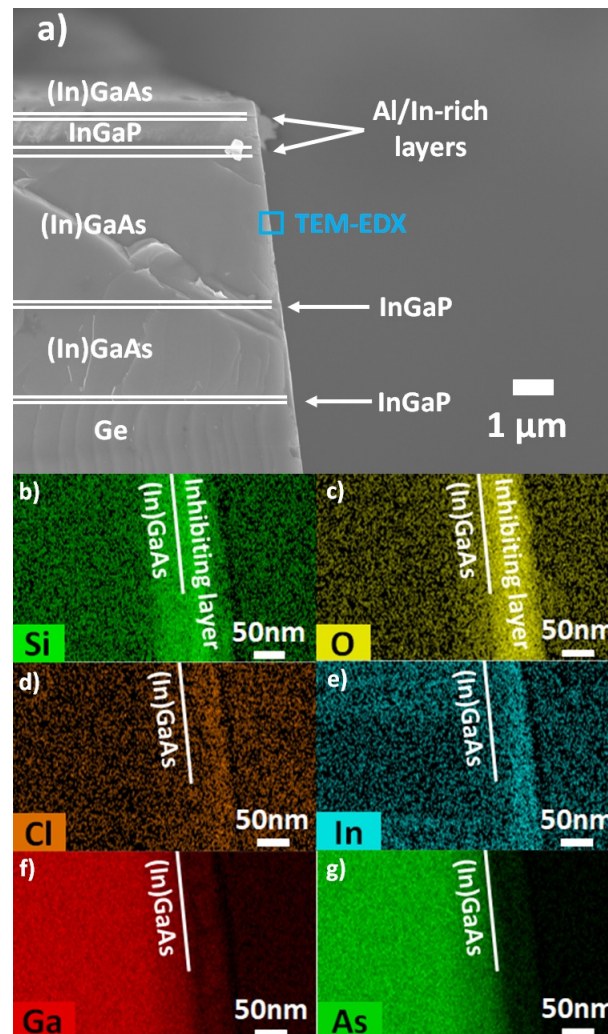 a)
(In)GaAs
Al/In-rich
layers
InGaP
(In)GaAs
TEM-EDX
InGaP
(In)GaAs
InGaP
Ge
1 µm
b)
(In)GaAs
Inhibiting layer
Si
50nm
c)
(In)GaAs
Inhibiting layer
O
50nm
d)
(In)GaAs
Cl
50nm
e)
(In)GaAs
In
50nm
f)
(In)GaAs
Ga
50nm
g)
(In)GaAs
As
50nm